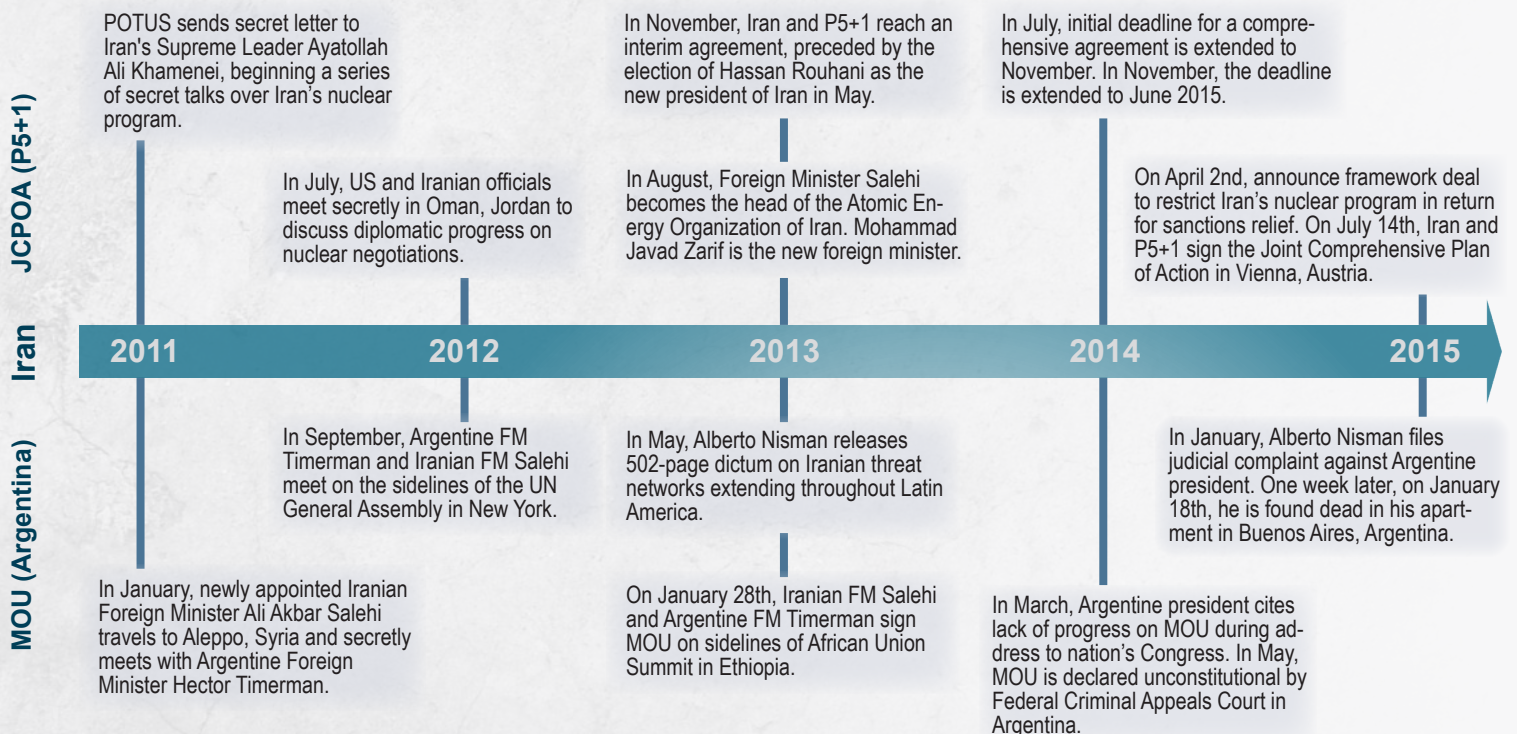 POTUS sends secret letter to
Iran's Supreme Leader Ayatollah
Ali Khamenei, beginning a series
of secret talks over Iran's nuclear
program.
In November, Iran and P5+1 reach an
interim agreement, preceded by the
election of Hassan Rouhani as the
new president of Iran in May.
In July, initial deadline for a compre-
hensive agreement is extended to
November. In November, the deadline
is extended to June 2015.
In July, US and Iranian officials
meet secretly in Oman, Jordan to
discuss diplomatic progress on
nuclear negotiations.
In August, Foreign Minister Salehi
becomes the head of the Atomic En-
ergy Organization of Iran. Mohammad
Javad Zarif is the new foreign minister.
On April 2nd, announce framework deal
to restrict Iran's nuclear program in return
for sanctions relief. On July 14th, Iran and
P5+1 sign the Joint Comprehensive Plan
of Action in Vienna, Austria.
JCPOA (P5+1)
Iran
2011
2012
2013
2014
2015
MOU (Argentina)
In September, Argentine FM
Timerman and Iranian FM Salehi
meet on the sidelines of the UN
General Assembly in New York.
In May, Alberto Nisman releases
502-page dictum on Iranian threat
networks extending throughout Latin
America.
In January, Alberto Nisman files
judicial complaint against Argentine
president. One week later, on January
18th, he is found dead in his apart-
ment in Buenos Aires, Argentina.
In January, newly appointed Iranian
Foreign Minister Ali Akbar Salehi
travels to Aleppo, Syria and secretly
meets with Argentine Foreign
Minister Hector Timerman.
On January 28th, Iranian FM Salehi
and Argentine FM Timerman sign
MOU on sidelines of African Union
Summit in Ethiopia.
In March, Argentine president cites
lack of progress on MOU during ad-
dress to nation's Congress. In May,
MOU is declared unconstitutional by
Federal Criminal Appeals Court in
Argentina.